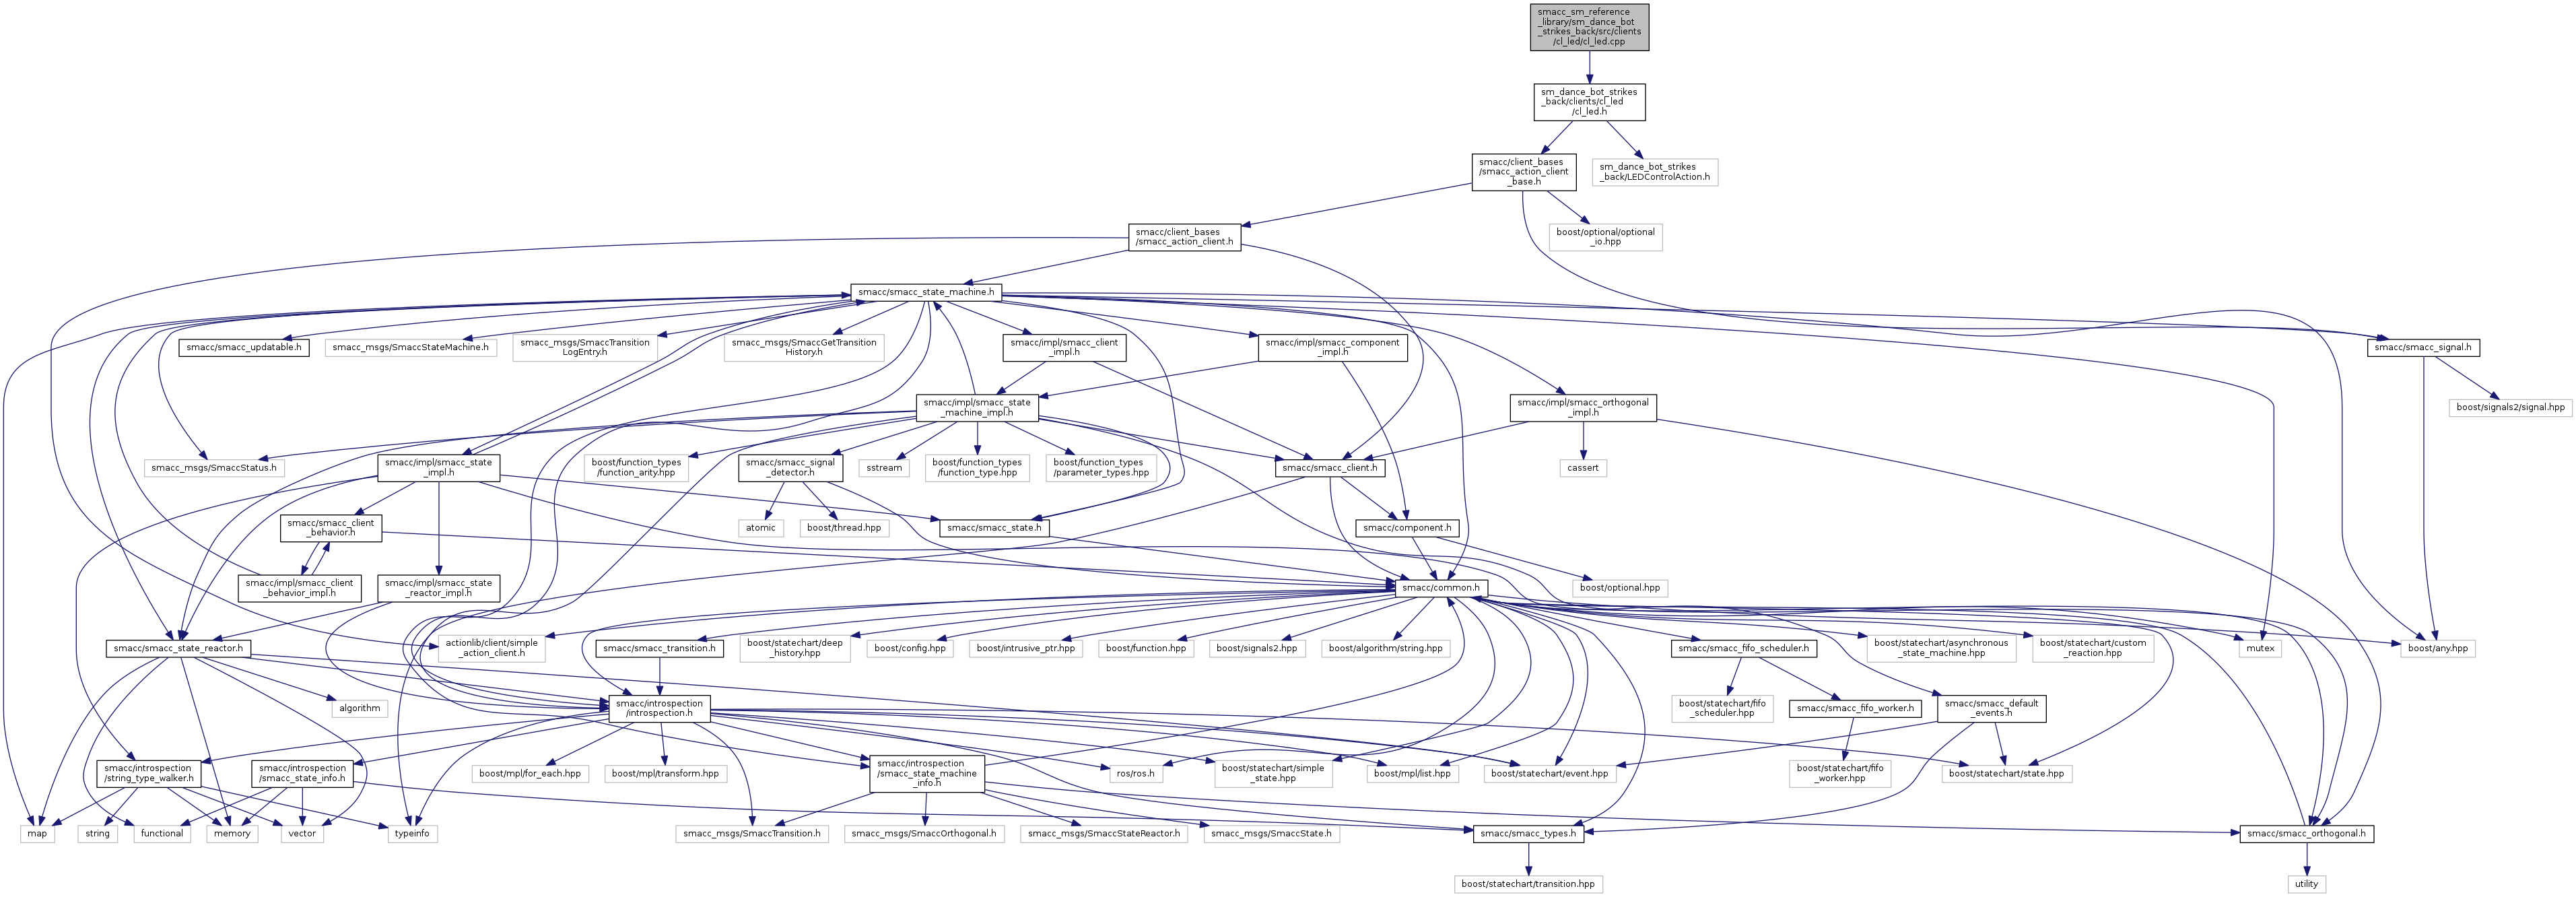 smacc_sm_reference
_library/sm_dance_bot
_strikes_back/src/clients
/cl_led/cl_led.cpp
sm_dance_bot_strikes
_back/clients/cl_led
/cl_led.h
smacc/client_bases
/smacc_action_client
_base.h
sm_dance_bot_strikes
_back/LEDControlAction.h
smacc/client_bases
/smacc_action_client.h
boost/optional/optional
_io.hpp
smacc/smacc_state_machine.h
smacc/smacc_updatable.h
smacc_msgs/SmaccStateMachine.h
smacc_msgs/SmaccTransition
LogEntry.h
smacc_msgs/SmaccGetTransition
History.h
smacc/impl/smacc_client
_impl.h
smacc/impl/smacc_component
_impl.h
smacc/smacc_signal.h
smacc/impl/smacc_state
_machine_impl.h
smacc/impl/smacc_orthogonal
_impl.h
boost/signals2/signal.hpp
smacc_msgs/SmaccStatus.h
smacc/impl/smacc_state
_impl.h
boost/function_types
/function_arity.hpp
smacc/smacc_signal
_detector.h
sstream
boost/function_types
/function_type.hpp
boost/function_types
/parameter_types.hpp
smacc/smacc_client.h
cassert
smacc/smacc_client
_behavior.h
atomic
boost/thread.hpp
smacc/smacc_state.h
smacc/component.h
smacc/impl/smacc_client
_behavior_impl.h
smacc/impl/smacc_state
_reactor_impl.h
smacc/common.h
boost/optional.hpp
smacc/smacc_state_reactor.h
actionlib/client/simple
_action_client.h
smacc/smacc_transition.h
boost/statechart/deep
_history.hpp
boost/config.hpp
boost/intrusive_ptr.hpp
boost/function.hpp
boost/signals2.hpp
boost/algorithm/string.hpp
smacc/smacc_fifo_scheduler.h
boost/statechart/asynchronous
_state_machine.hpp
boost/statechart/custom
_reaction.hpp
mutex
boost/any.hpp
algorithm
smacc/introspection
/introspection.h
boost/statechart/fifo
_scheduler.hpp
smacc/smacc_fifo_worker.h
smacc/smacc_default
_events.h
smacc/introspection
/string_type_walker.h
smacc/introspection
/smacc_state_info.h
boost/mpl/for_each.hpp
boost/mpl/transform.hpp
smacc/introspection
/smacc_state_machine
_info.h
ros/ros.h
boost/statechart/simple
_state.hpp
boost/mpl/list.hpp
boost/statechart/event.hpp
boost/statechart/fifo
_worker.hpp
boost/statechart/state.hpp
map
string
functional
memory
vector
typeinfo
smacc_msgs/SmaccTransition.h
smacc_msgs/SmaccOrthogonal.h
smacc_msgs/SmaccStateReactor.h
smacc_msgs/SmaccState.h
smacc/smacc_types.h
smacc/smacc_orthogonal.h
boost/statechart/transition.hpp
utility